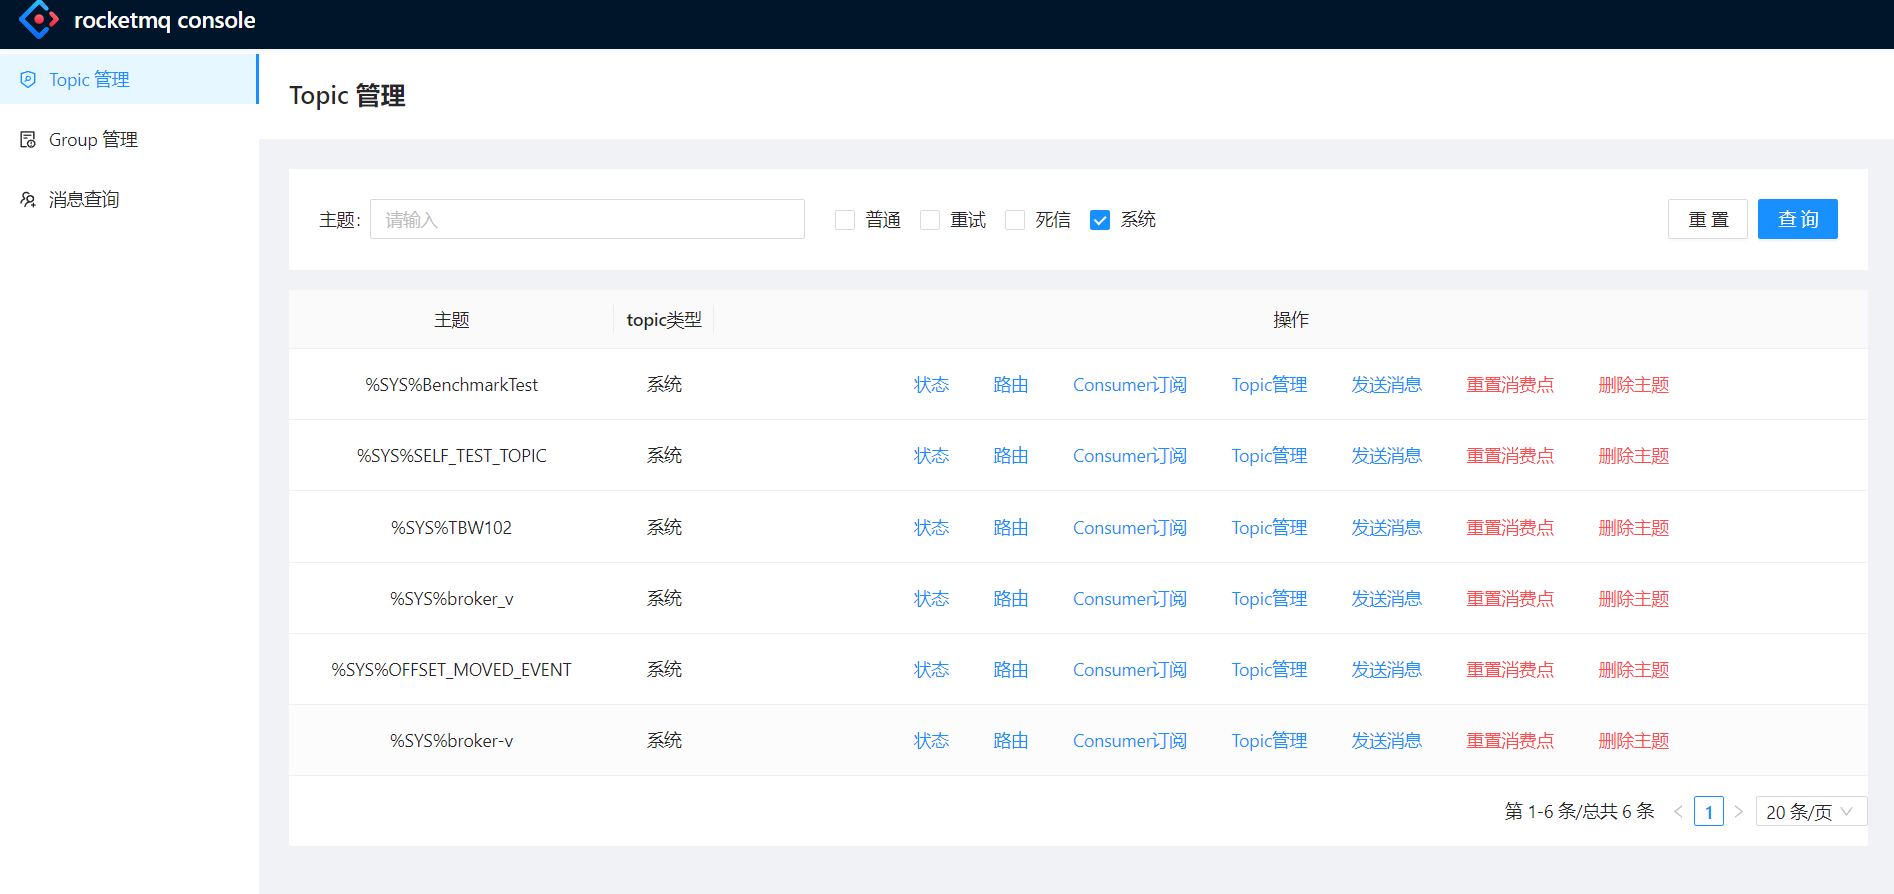 rocketmq console
Topic 管理
Group 管理
消息查询
Topic 管理
主题: 请输入 普通 重试 死信 系统 重 置 查 询
主题 topic类型 操作
%SYS%BenchmarkTest 系统 状态 路由 Consumer订阅 Topic管理 发送消息 重置消费点 删除主题
%SYS%SELF_TEST_TOPIC 系统 状态 路由 Consumer订阅 Topic管理 发送消息 重置消费点 删除主题
%SYS%TBW102 系统 状态 路由 Consumer订阅 Topic管理 发送消息 重置消费点 删除主题
%SYS%broker_v 系统 状态 路由 Consumer订阅 Topic管理 发送消息 重置消费点 删除主题
%SYS%OFFSET_MOVED_EVENT 系统 状态 路由 Consumer订阅 Topic管理 发送消息 重置消费点 删除主题
%SYS%broker-v 系统 状态 路由 Consumer订阅 Topic管理 发送消息 重置消费点 删除主题
第 1-6 条/总共 6 条 < 1 > 20 条/页